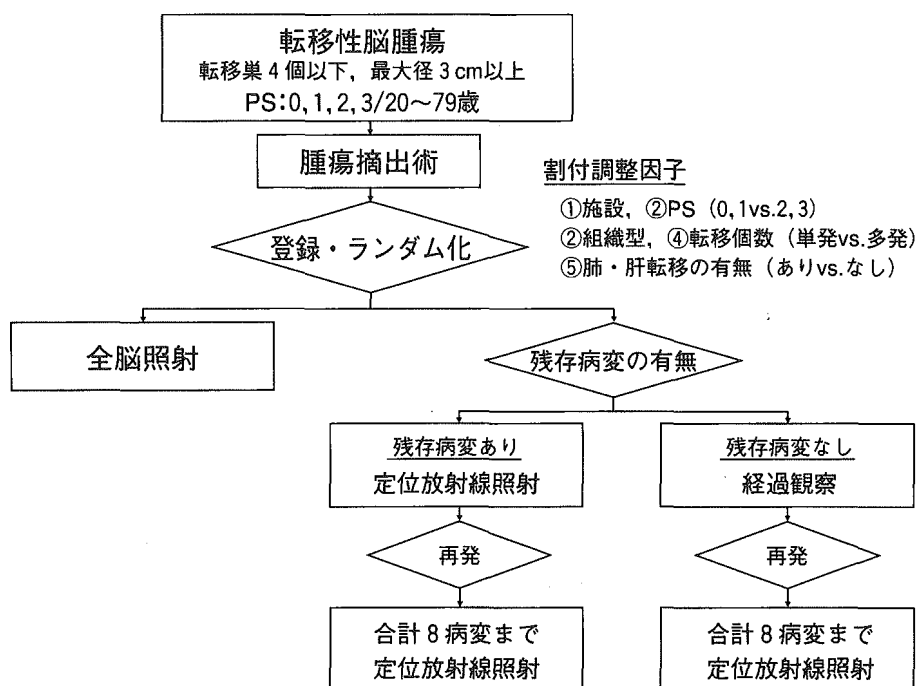 転移性脳腫瘍
転移巣4個以下，最大径3cm以上
PS:0,1,2,3/20～79歳
腫瘍摘出術
登録・ランダム化
割付調整因子
①施設，②PS（0,1vs.2,3）
②組織型，④転移個数（単発vs.多発）
⑤肺・肝転移の有無（ありvs.なし）
全脳照射
残存病変の有無
残存病変あり
定位放射線照射
残存病変なし
経過観察
再発
再発
合計8病変まで
定位放射線照射
合計8病変まで
定位放射線照射